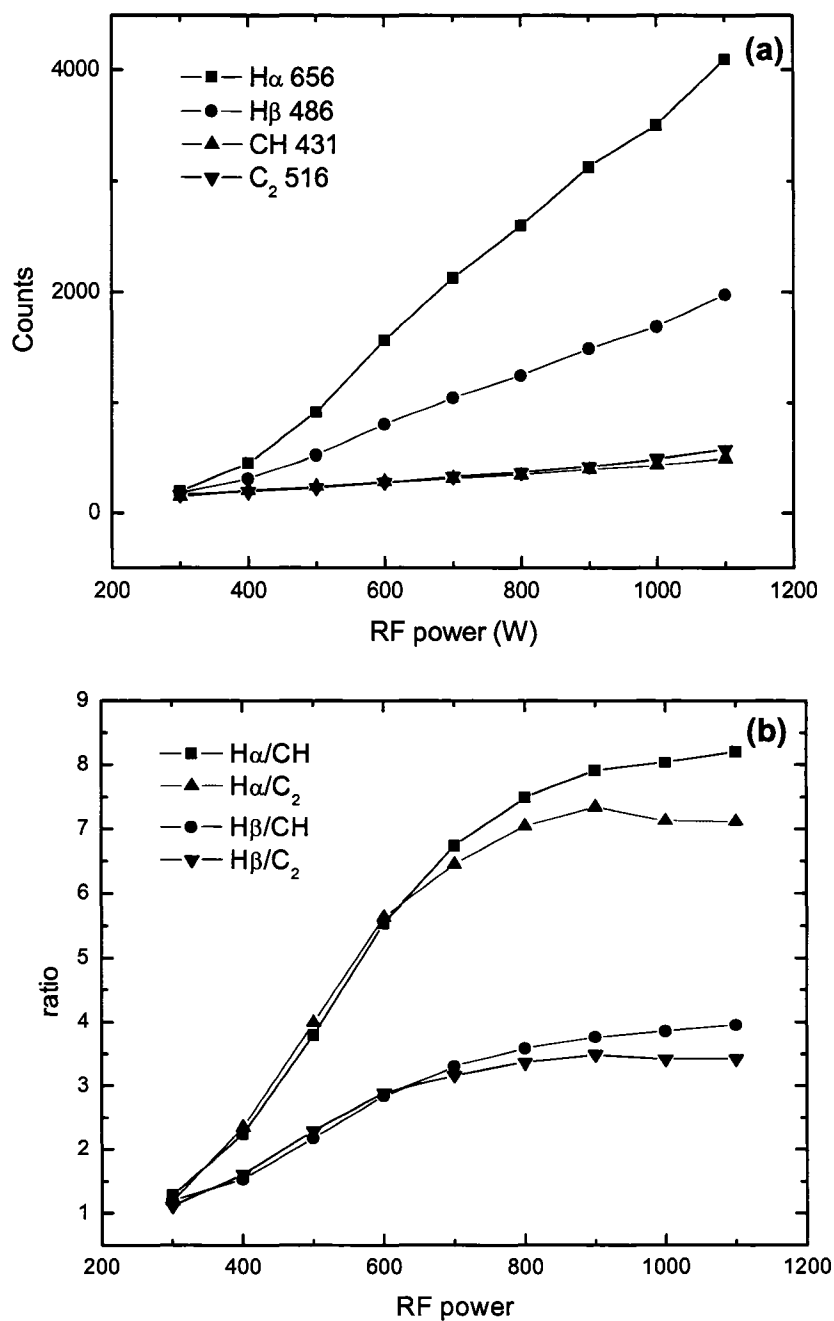 (a)
Hα 656
Hβ 486
CH 431
C₂ 516
4000
2000
0
Counts
200 400 600 800 1000 1200
RF power (W)
(b)
Hα/CH
Hα/C₂
Hβ/CH
Hβ/C₂
9
8
7
6
5
4
3
2
1
ratio
200 400 600 800 1000 1200
RF power